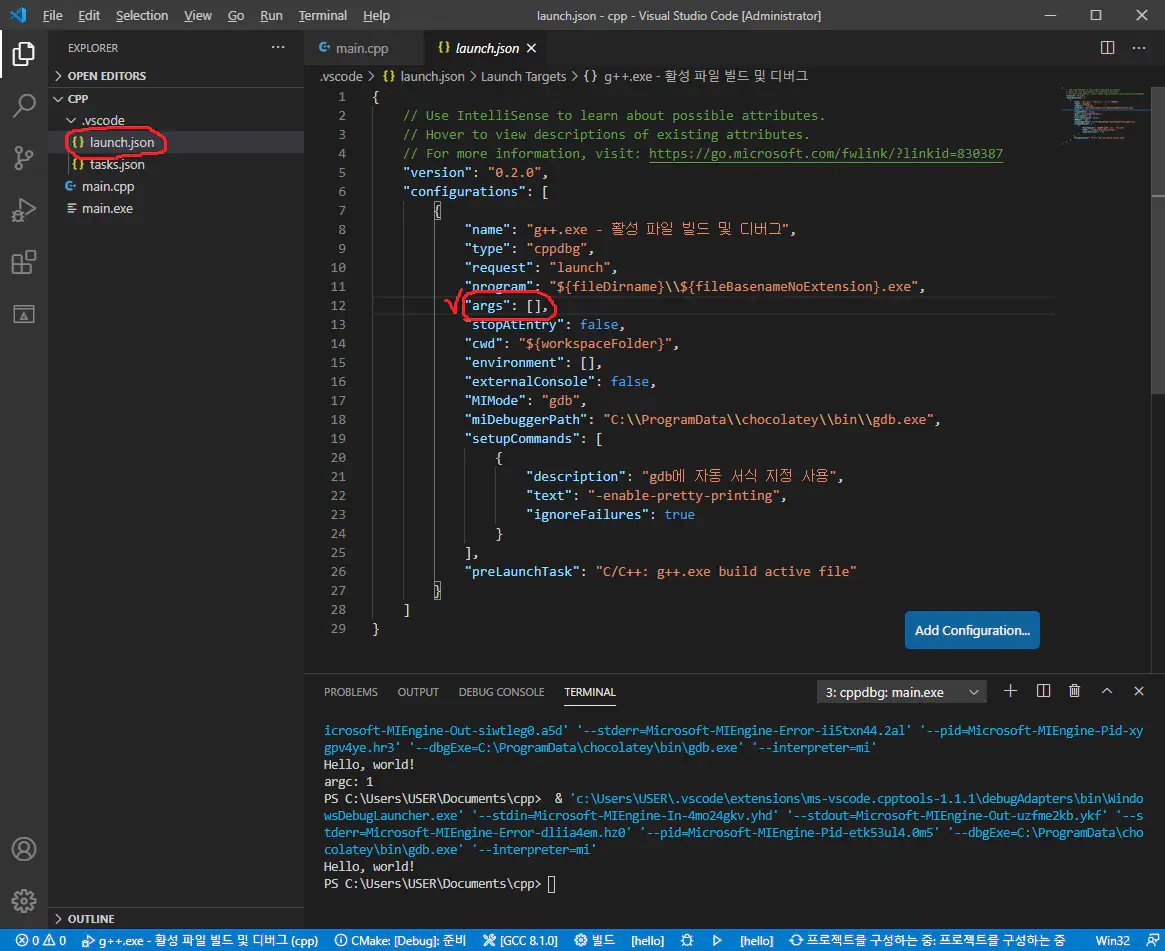 File Edit Selection View Go Run Terminal Help launch.json - cpp - Visual Studio Code [Administrator]
EXPLORER
OPEN EDITORS
CPP
.vscode
launch.json
tasks.json
main.cpp
main.exe
OUTLINE
main.cpp {} launch.json
.vscode > {} launch.json > Launch Targets > {} g++.exe - 활성 파일 빌드 및 디버그
1 {
2 // Use IntelliSense to learn about possible attributes.
3 // Hover to view descriptions of existing attributes.
4 // For more information, visit: https://go.microsoft.com/fwlink/?linkid=830387
5 "version": "0.2.0",
6 "configurations": [
7 {
8 "name": "g++.exe - 활성 파일 빌드 및 디버그",
9 "type": "cppdbg",
10 "request": "launch",
11 "program": "${fileDirname}\\${fileBasenameNoExtension}.exe",
12 "args": [],
13 "stopAtEntry": false,
14 "cwd": "${workspaceFolder}",
15 "environment": [],
16 "externalConsole": false,
17 "MIMode": "gdb",
18 "miDebuggerPath": "C:\\ProgramData\\chocolatey\\bin\\gdb.exe",
19 "setupCommands": [
20 {
21 "description": "gdb에 자동 서식 지정 사용",
22 "text": "-enable-pretty-printing",
23 "ignoreFailures": true
24 }
25 ],
26 "preLaunchTask": "C/C++: g++.exe build active file"
27 }
28 ]
29 }
Add Configuration...
PROBLEMS OUTPUT DEBUG CONSOLE TERMINAL 3: cppdbg: main.exe
icrosoft-MIEngine-Out-siwtleg0.a5d' '--stderr=Microsoft-MIEngine-Error-ii5txn44.2al' '--pid=Microsoft-MIEngine-Pid-xy
gpv4ye.hr3' '--dbgExe=C:\ProgramData\chocolatey\bin\gdb.exe' '--interpreter=mi'
Hello, world!
argc: 1
PS C:\Users\USER\Documents\cpp> & 'c:\Users\USER\.vscode\extensions\ms-vscode.cpptools-1.1.1\debugAdapters\bin\Windo
wsDebugLauncher.exe' '--stdin=Microsoft-MIEngine-In-4mo24gkv.yhd' '--stdout=Microsoft-MIEngine-Out-uzfme2kb.ykf' '--s
tderr=Microsoft-MIEngine-Error-dliia4em.hz0' '--pid=Microsoft-MIEngine-Pid-etk53ul4.0m5' '--dbgExe=C:\ProgramData\cho
colatey\bin\gdb.exe' '--interpreter=mi'
Hello, world!
PS C:\Users\USER\Documents\cpp>
0 0 g++.exe - 활성 파일 빌드 및 디버그 (cpp) CMake: [Debug]: 준비 [GCC 8.1.0] 빌드 [hello] [hello] 프로젝트를 구성하는 중: 프로젝트를 구성하는 중 Win32